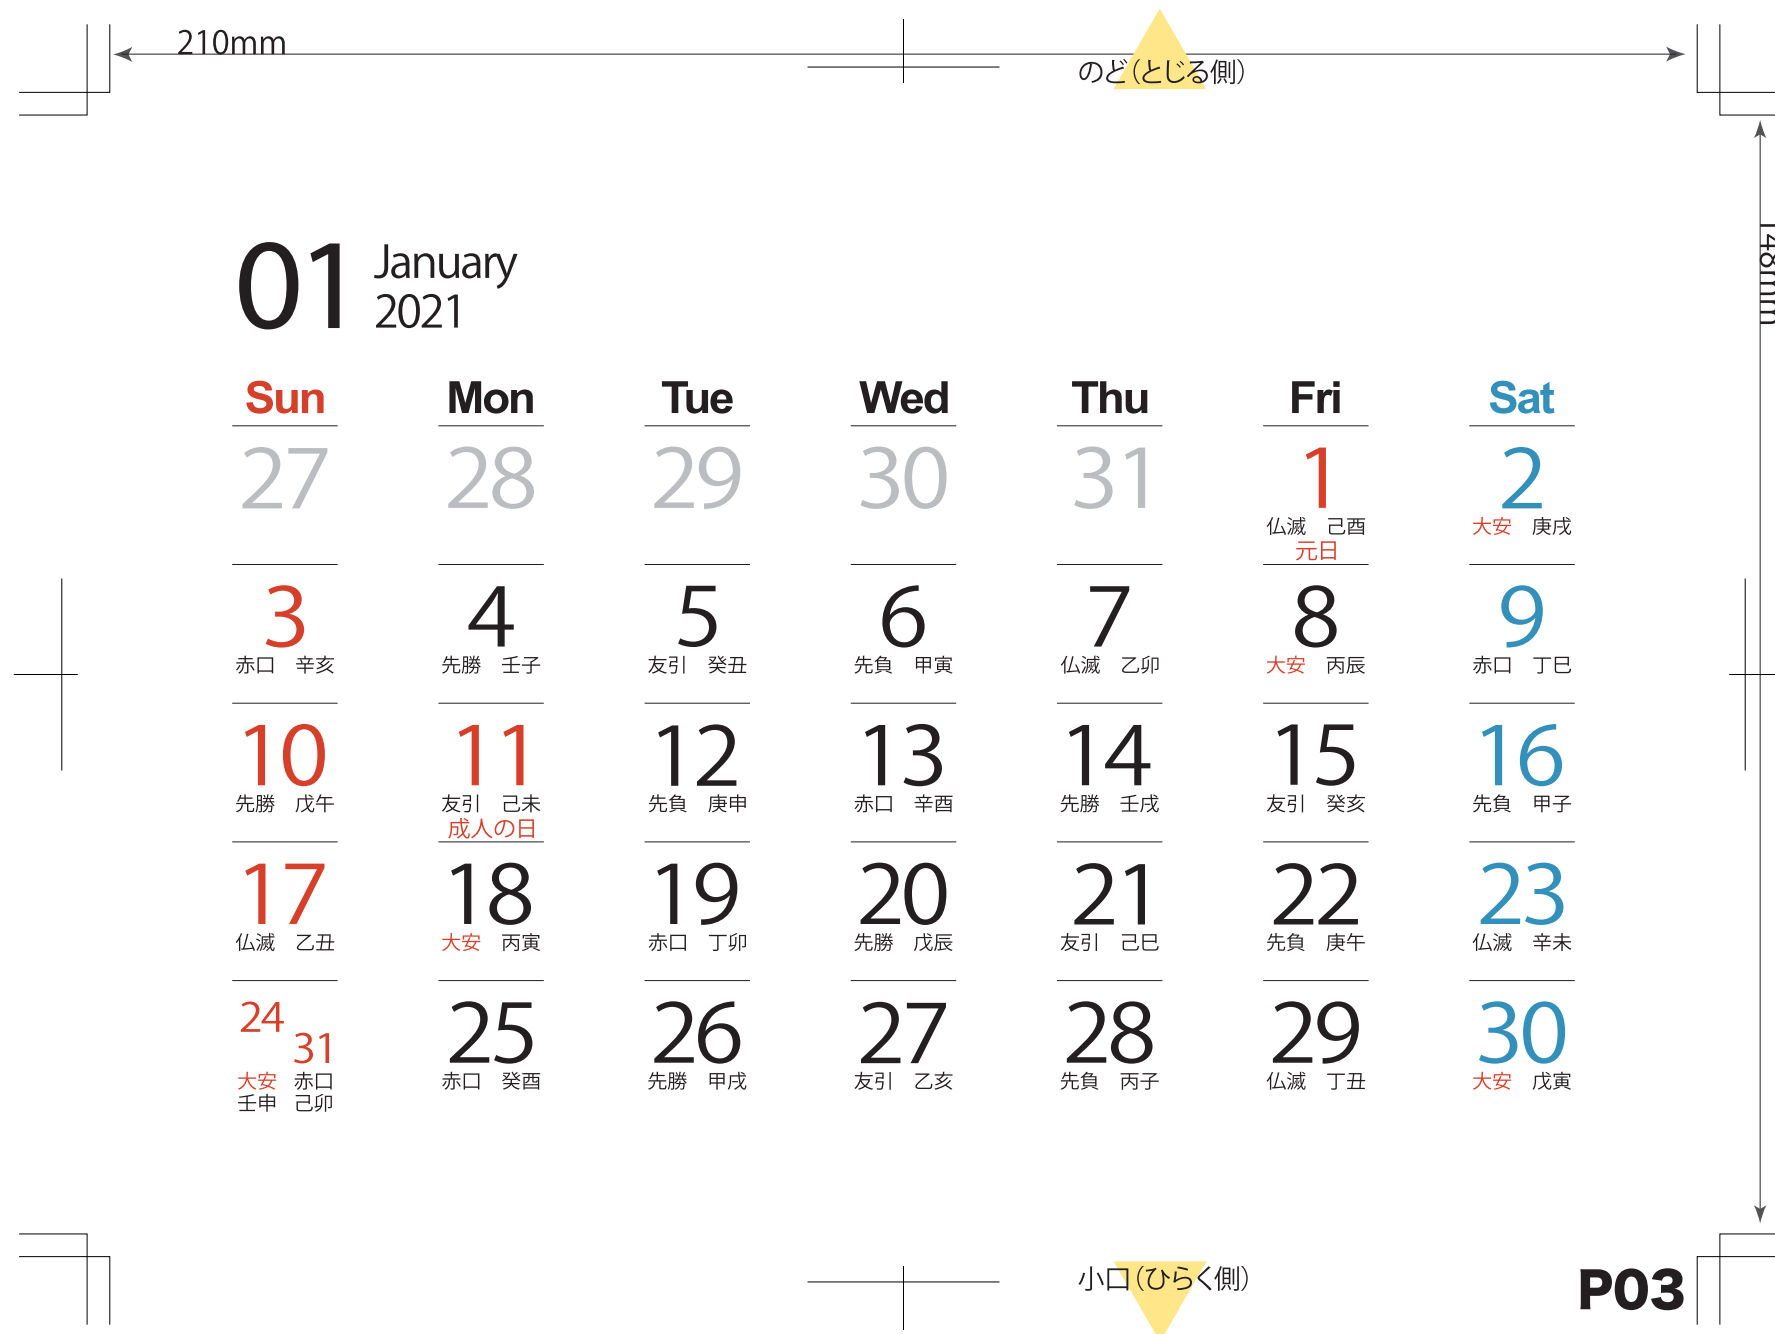 210mm
のど（とじる側）
148mm
01 January
2021
Sun Mon Tue Wed Thu Fri Sat
27 28 29 30 31 1 2
仏滅　己酉 大安　庚戌
元日
3 4 5 6 7 8 9
赤口　辛亥 先勝　壬子 友引　癸丑 先負　甲寅 仏滅　乙卯 大安　丙辰 赤口　丁巳
10 11 12 13 14 15 16
先勝　戊午 友引　己未 先負　庚申 赤口　辛酉 先勝　壬戌 友引　癸亥 先負　甲子
成人の日
17 18 19 20 21 22 23
仏滅　乙丑 大安　丙寅 赤口　丁卯 先勝　戊辰 友引　己巳 先負　庚午 仏滅　辛未
24 31 25 26 27 28 29 30
大安　赤口 赤口　癸酉 先勝　甲戌 友引　乙亥 先負　丙子 仏滅　丁丑 大安　戊寅
壬申　己卯
小口（ひらく側）
P03